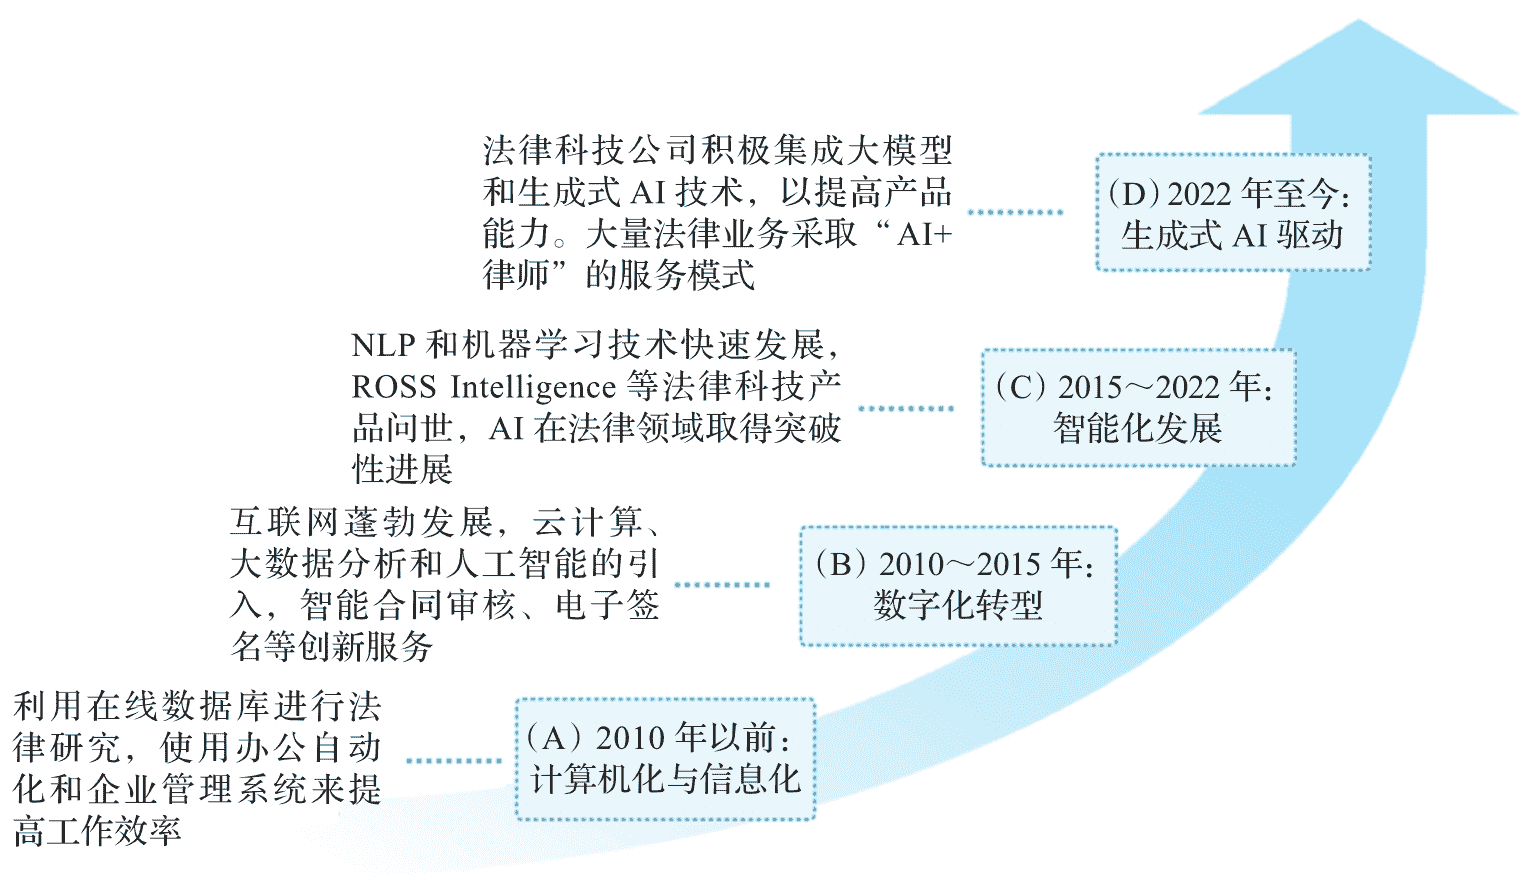 法律科技公司积极集成大模型
和生成式 AI 技术，以提高产品
能力。大量法律业务采取“AI+
律师”的服务模式
（D）2022 年至今：
生成式 AI 驱动
NLP 和机器学习技术快速发展，
ROSS Intelligence 等法律科技产
品问世，AI 在法律领域取得突破
性进展
（C）2015～2022 年：
智能化发展
互联网蓬勃发展，云计算、
大数据分析和人工智能的引
入，智能合同审核、电子签
名等创新服务
（B）2010～2015 年：
数字化转型
利用在线数据库进行法
律研究，使用办公自动
化和企业管理系统来提
高工作效率
（A）2010 年以前：
计算机化与信息化